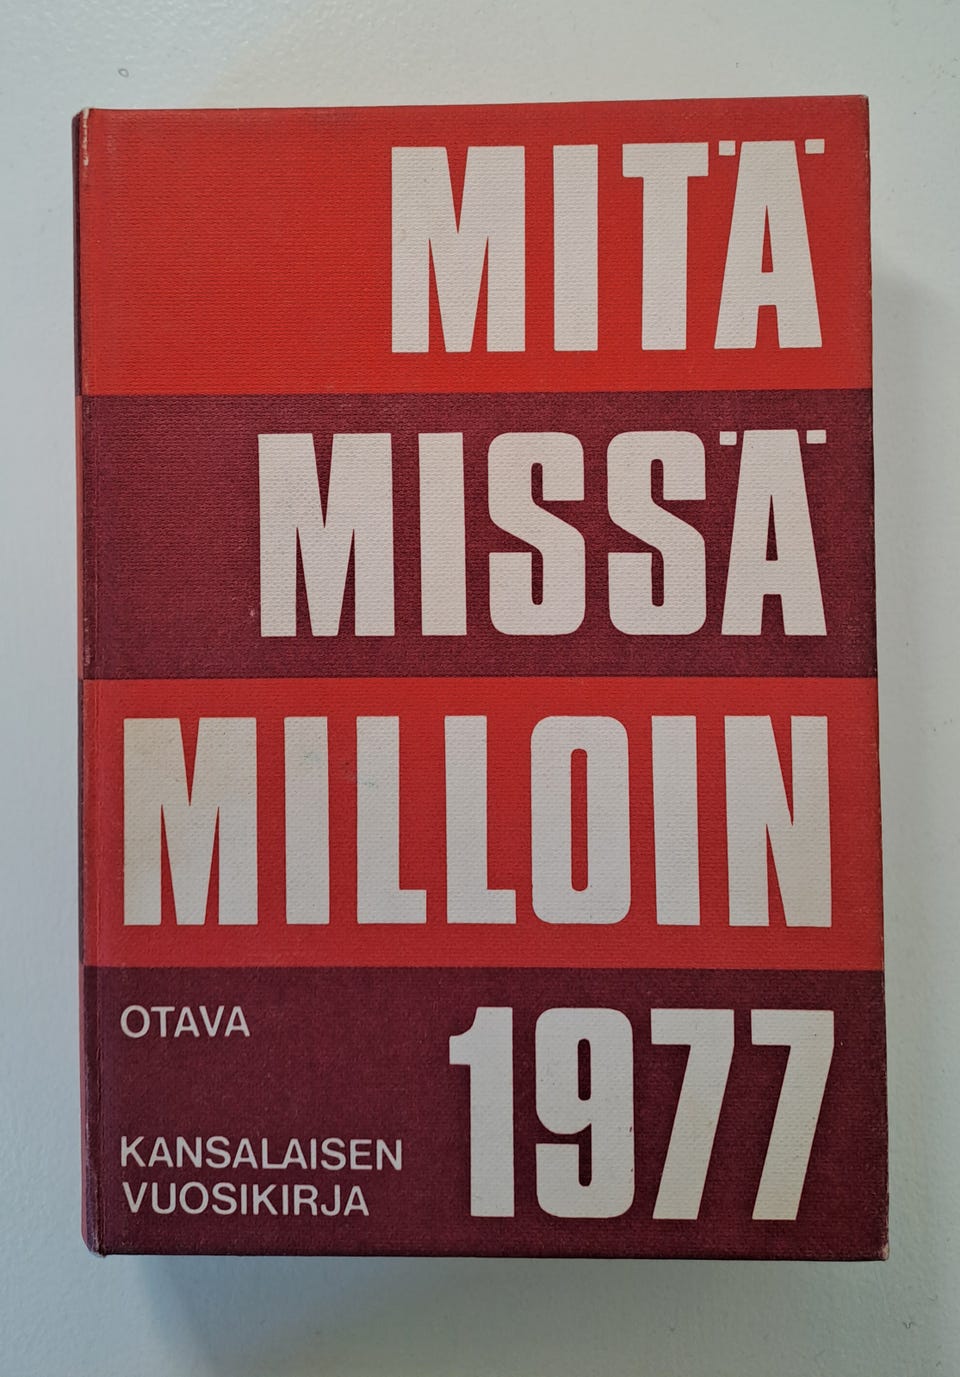 MITÄ
MISSÄ
MILLOIN
1977
OTAVA
KANSALAISEN
VUOSIKIRJA